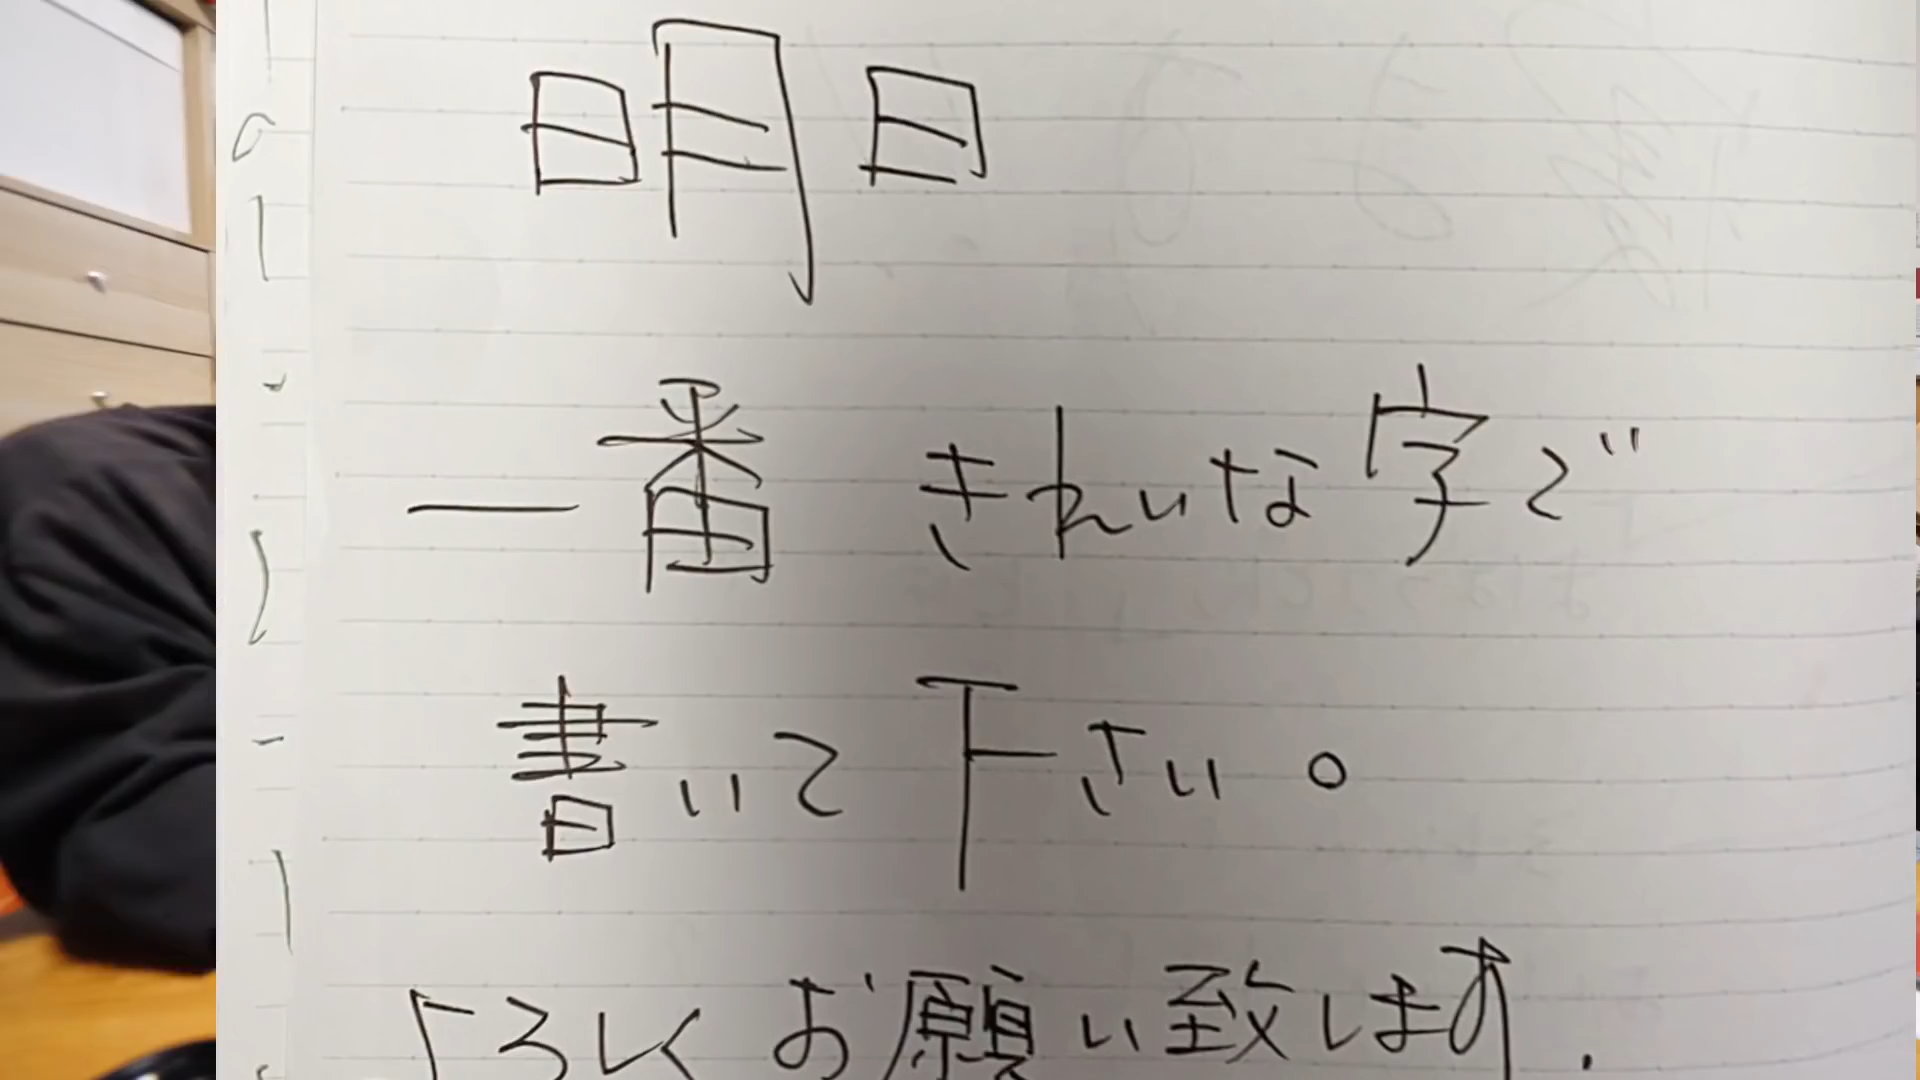 明日
一番 きれいな字で
書いて下さい。
よろしくお願い致します.